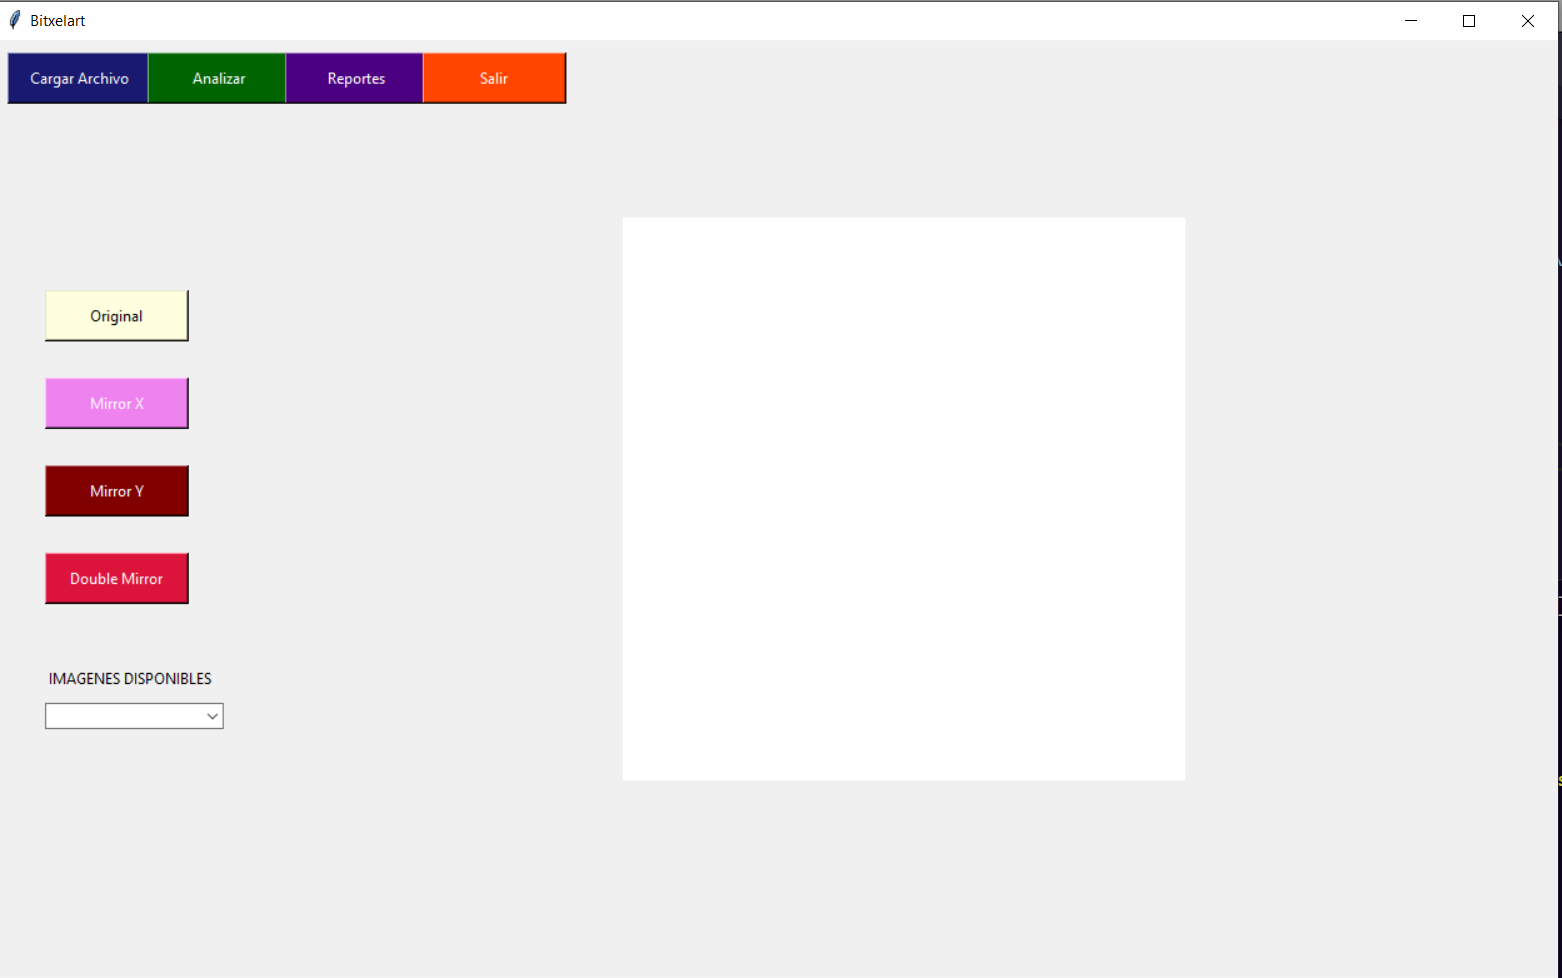 Bitxelart
Cargar Archivo Analizar Reportes Salir
Original
Mirror X
Mirror Y
Double Mirror
IMAGENES DISPONIBLES